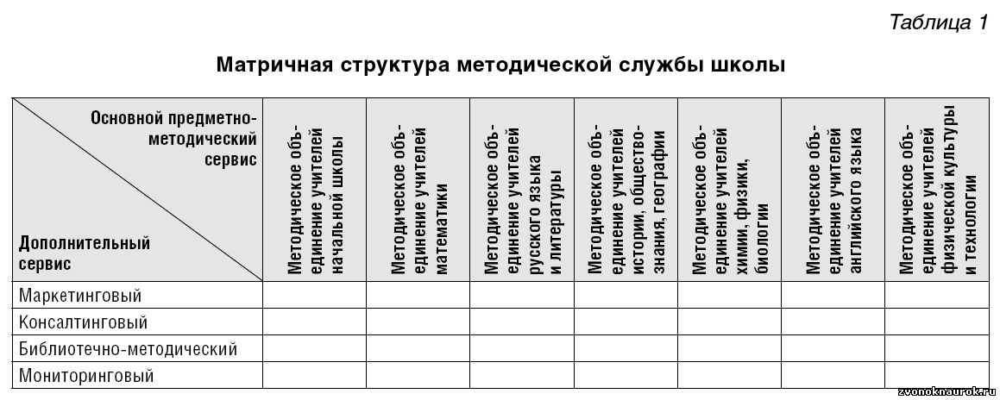 Таблица 1
Матричная структура методической службы школы
Основной предметно-
методический
сервис
Дополнительный
сервис
Методическое объ-
единение учителей
начальной школы
Методическое объ-
единение учителей
математики
Методическое объ-
единение учителей
русского языка
и литературы
Методическое объ-
единение учителей
истории, общество-
знания, географии
Методическое объ-
единение учителей
химии, физики,
биологии
Методическое объ-
единение учителей
английского языка
Методическое объ-
единение учителей
физической культуры
и технологии
Маркетинговый
Консалтинговый
Библиотечно-методический
Мониторинговый
zvonoknaurok.ru